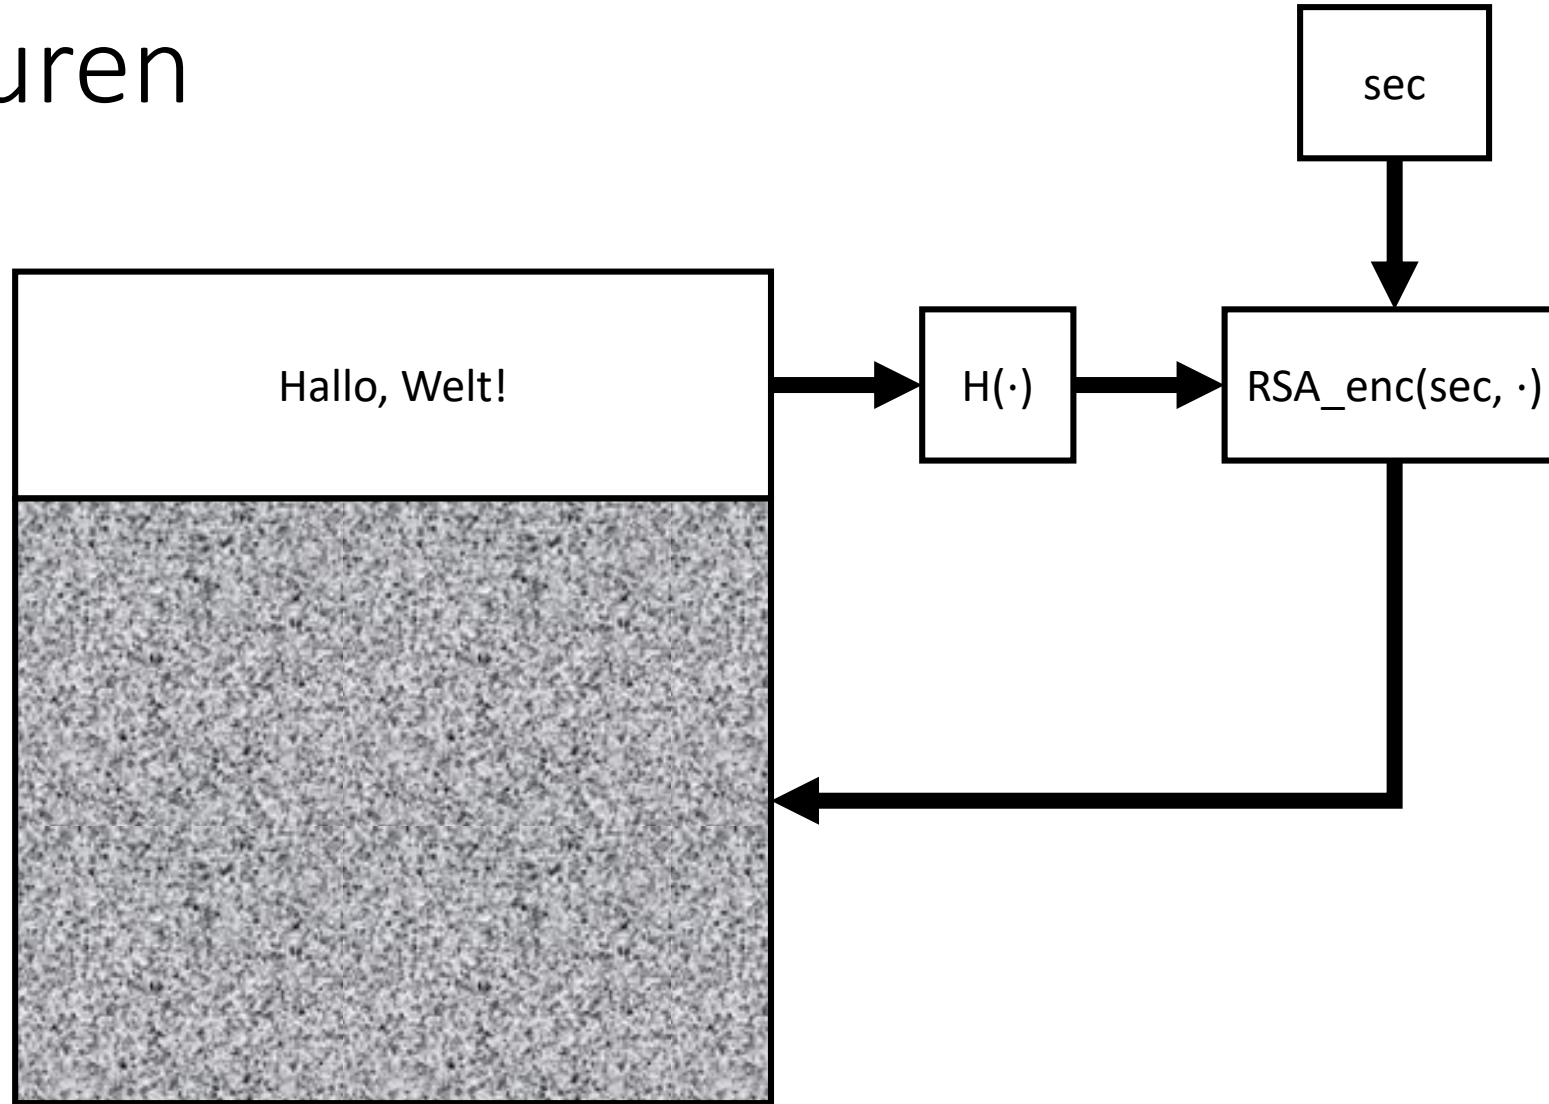 uren
sec
Hallo, Welt!
H(·)
RSA_enc(sec, ·)